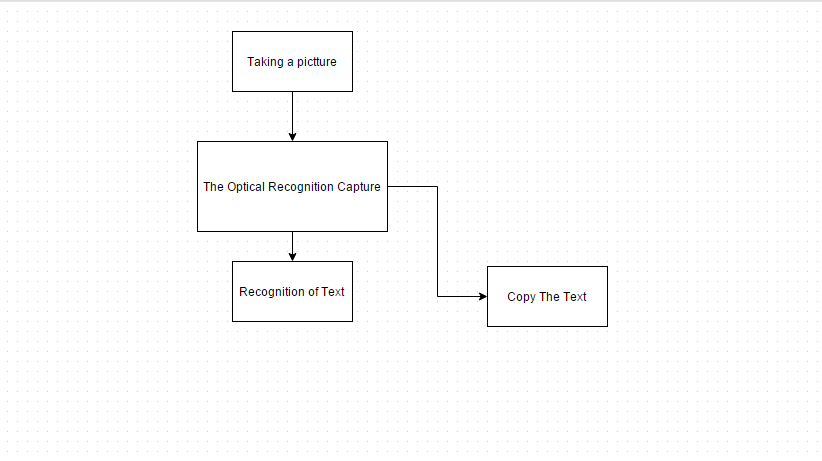 Taking a pictture
The Optical Recognition Capture
Recognition of Text
Copy The Text